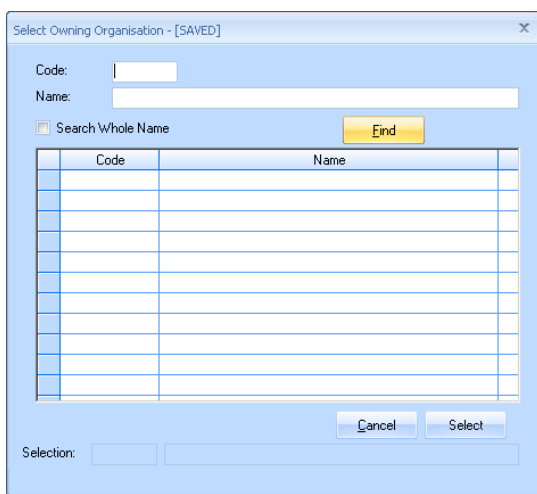 Select Owning Organisation - [SAVED] x
Code:
Name:
Search Whole Name Find
Code Name
Cancel Select
Selection: